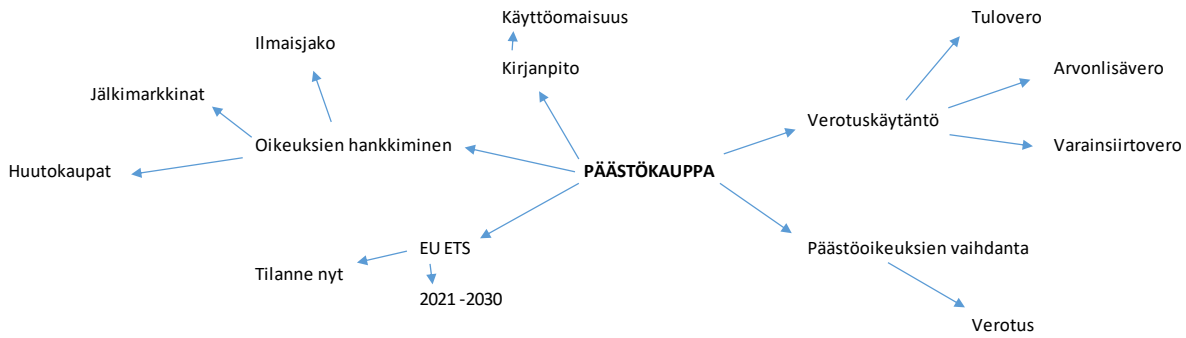 Käyttöomaisuus
Tulovero
Ilmaisjako
Kirjanpito
Arvonlisävero
Jälkimarkkinat
Verotuskäytäntö
Oikeuksien hankkiminen
Varainsiirtovero
Huutokaupat
PÄÄSTÖKAUPPA
EU ETS
Päästöoikeuksien vaihdanta
Tilanne nyt
2021 -2030
Verotus